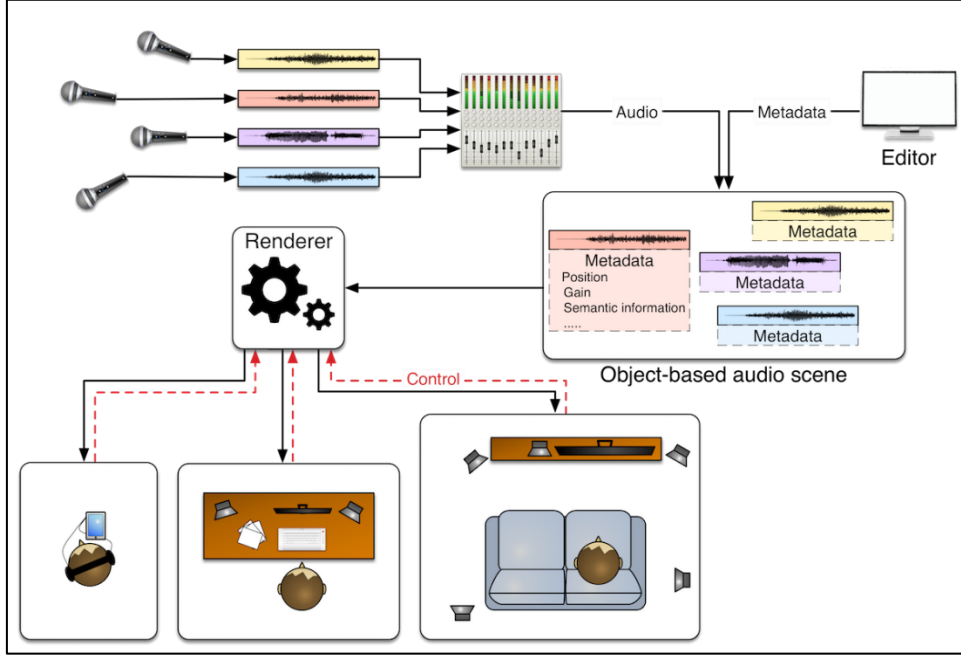 Audio
Metadata
Editor
Renderer
Metadata
Metadata
Position
Gain
Semantic information
.....
Metadata
Metadata
Object-based audio scene
Control